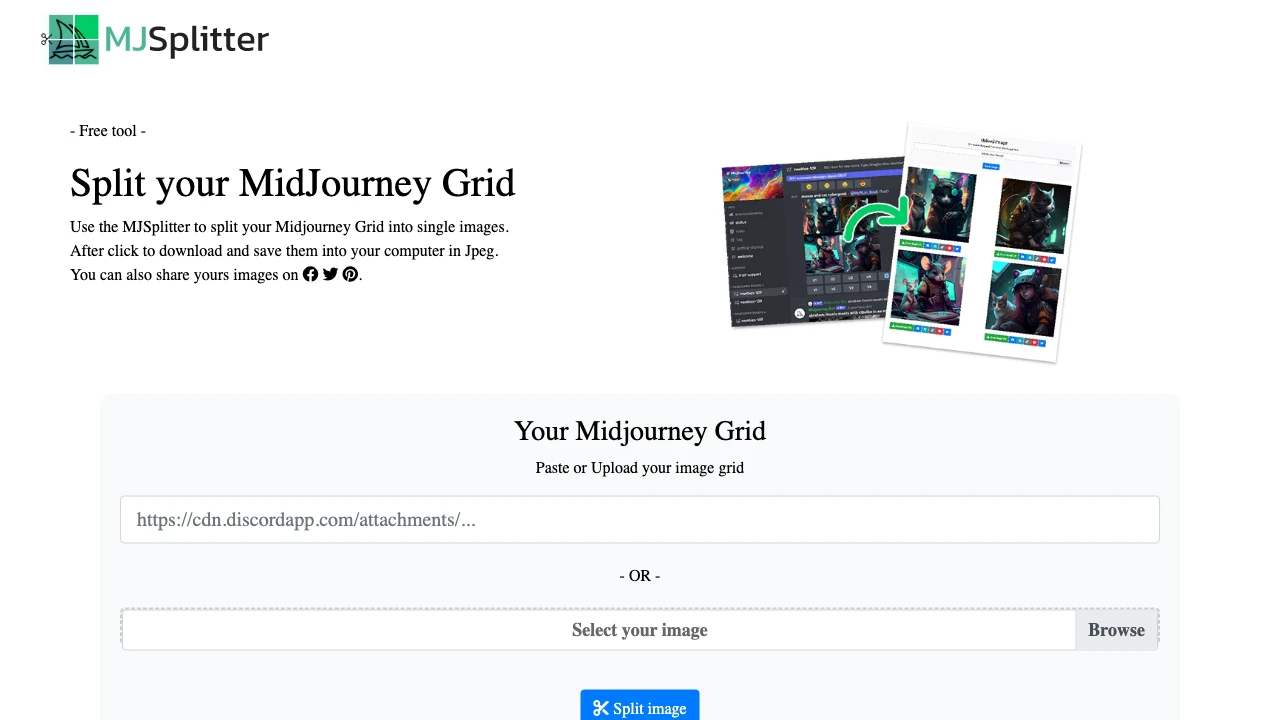 MJSplitter
- Free tool -
Split your MidJourney Grid
Use the MJSplitter to split your Midjourney Grid into single images.
After click to download and save them into your computer in Jpeg.
You can also share yours images on .
Your Midjourney Grid
Paste or Upload your image grid
https://cdn.discordapp.com/attachments/...
- OR -
Select your image
Browse
Split image